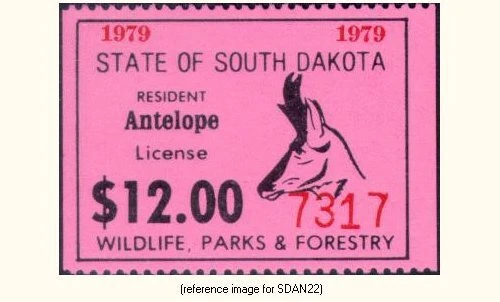 1979 1979
STATE OF SOUTH DAKOTA
RESIDENT
Antelope
License
$12.00
7317
WILDLIFE, PARKS & FORESTRY
(reference image for SDAN22)